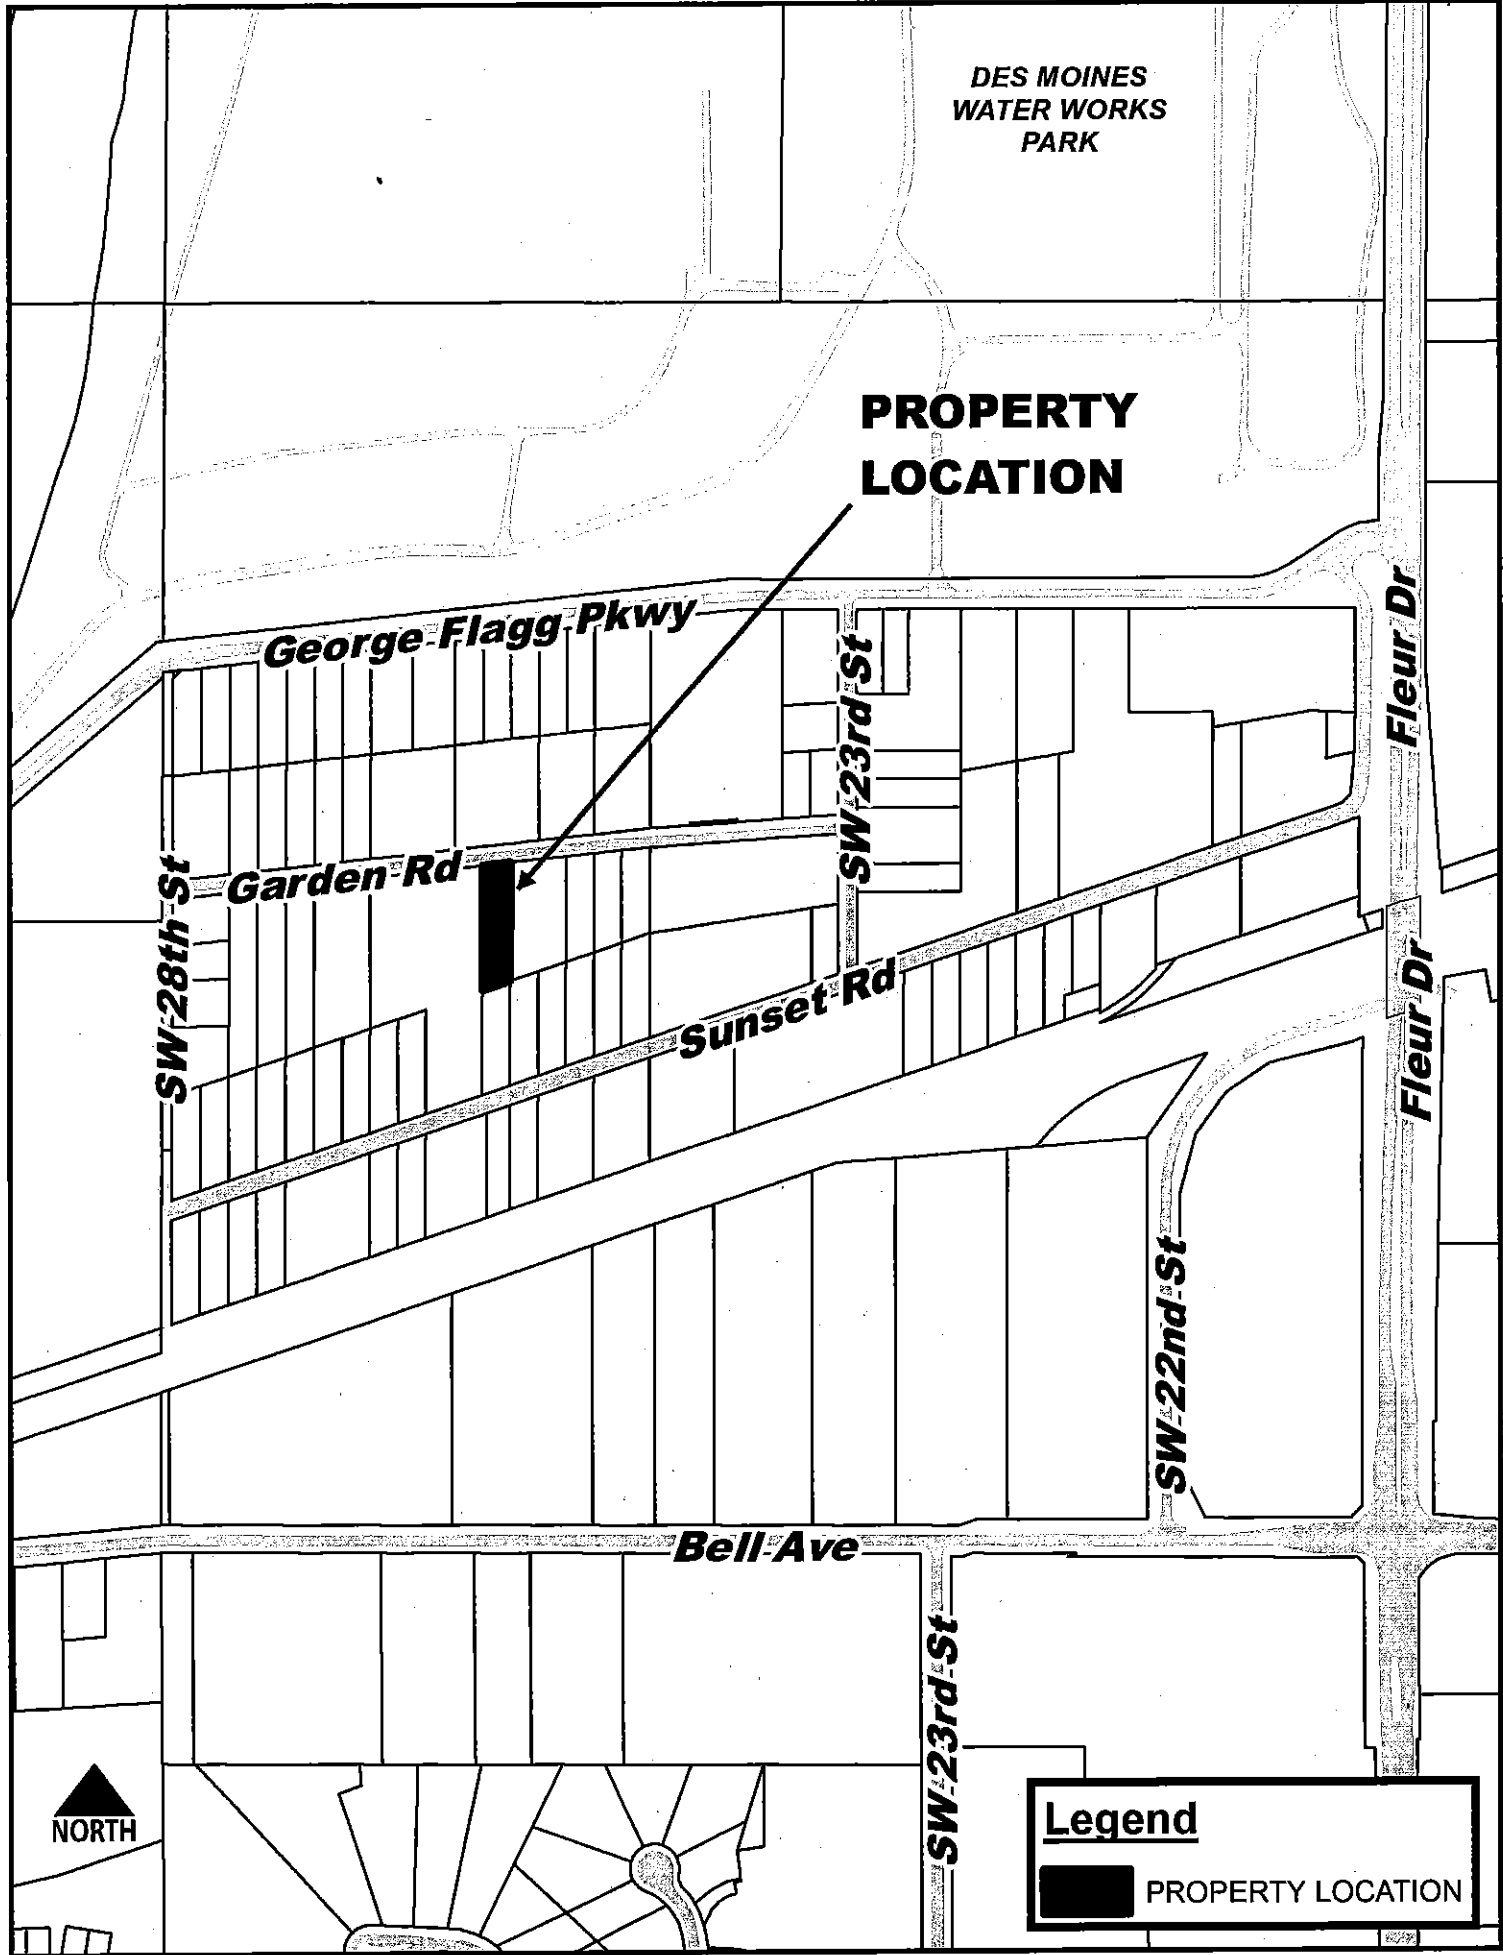 DES MOINES
WATER WORKS
PARK
PROPERTY
LOCATION
George Flagg Pkwy
Fleur Dr
SW 23rd St
Garden Rd
SW 28th St
Sunset Rd
Fleur Dr
SW 22nd St
Bell Ave
SW 23rd St
NORTH
Legend
PROPERTY LOCATION